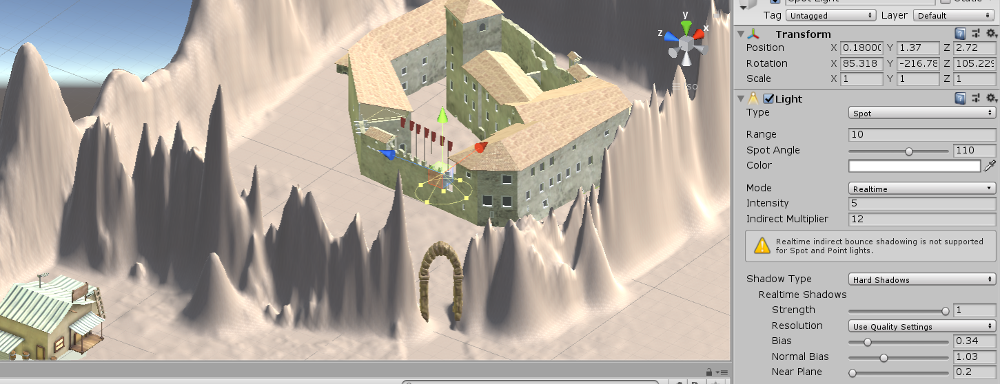 Spot Light
Tag Untagged Layer Default
Transform
Position X 0.1800 Y 1.37 Z 2.72
Rotation X 85.318 Y -216.78 Z 105.229
Scale X 1 Y 1 Z 1
Light
Type Spot
Range 10
Spot Angle 110
Color
Mode Realtime
Intensity 5
Indirect Multiplier 12
Realtime indirect bounce shadowing is not supported
for Spot and Point lights.
Shadow Type Hard Shadows
Realtime Shadows
Strength 1
Resolution Use Quality Settings
Bias 0.34
Normal Bias 1.03
Near Plane 0.2
y
z x